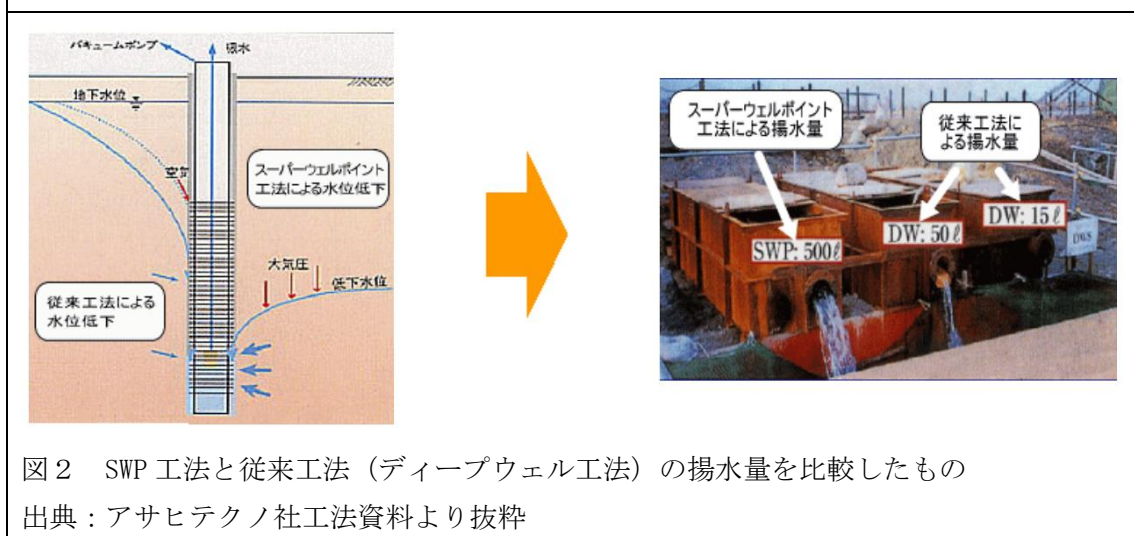 バキュームポンプ
揚水
地下水位
空気
スーパーウェルポイント
工法による水位低下
大気圧
低下水位
従来工法による
水位低下
スーパーウェルポイント
工法による揚水量
従来工法に
よる揚水量
SWP: 500ℓ
DW: 50ℓ
DW: 15ℓ
図2 SWP 工法と従来工法（ディープウェル工法）の揚水量を比較したもの
出典：アサヒテクノ社工法資料より抜粋